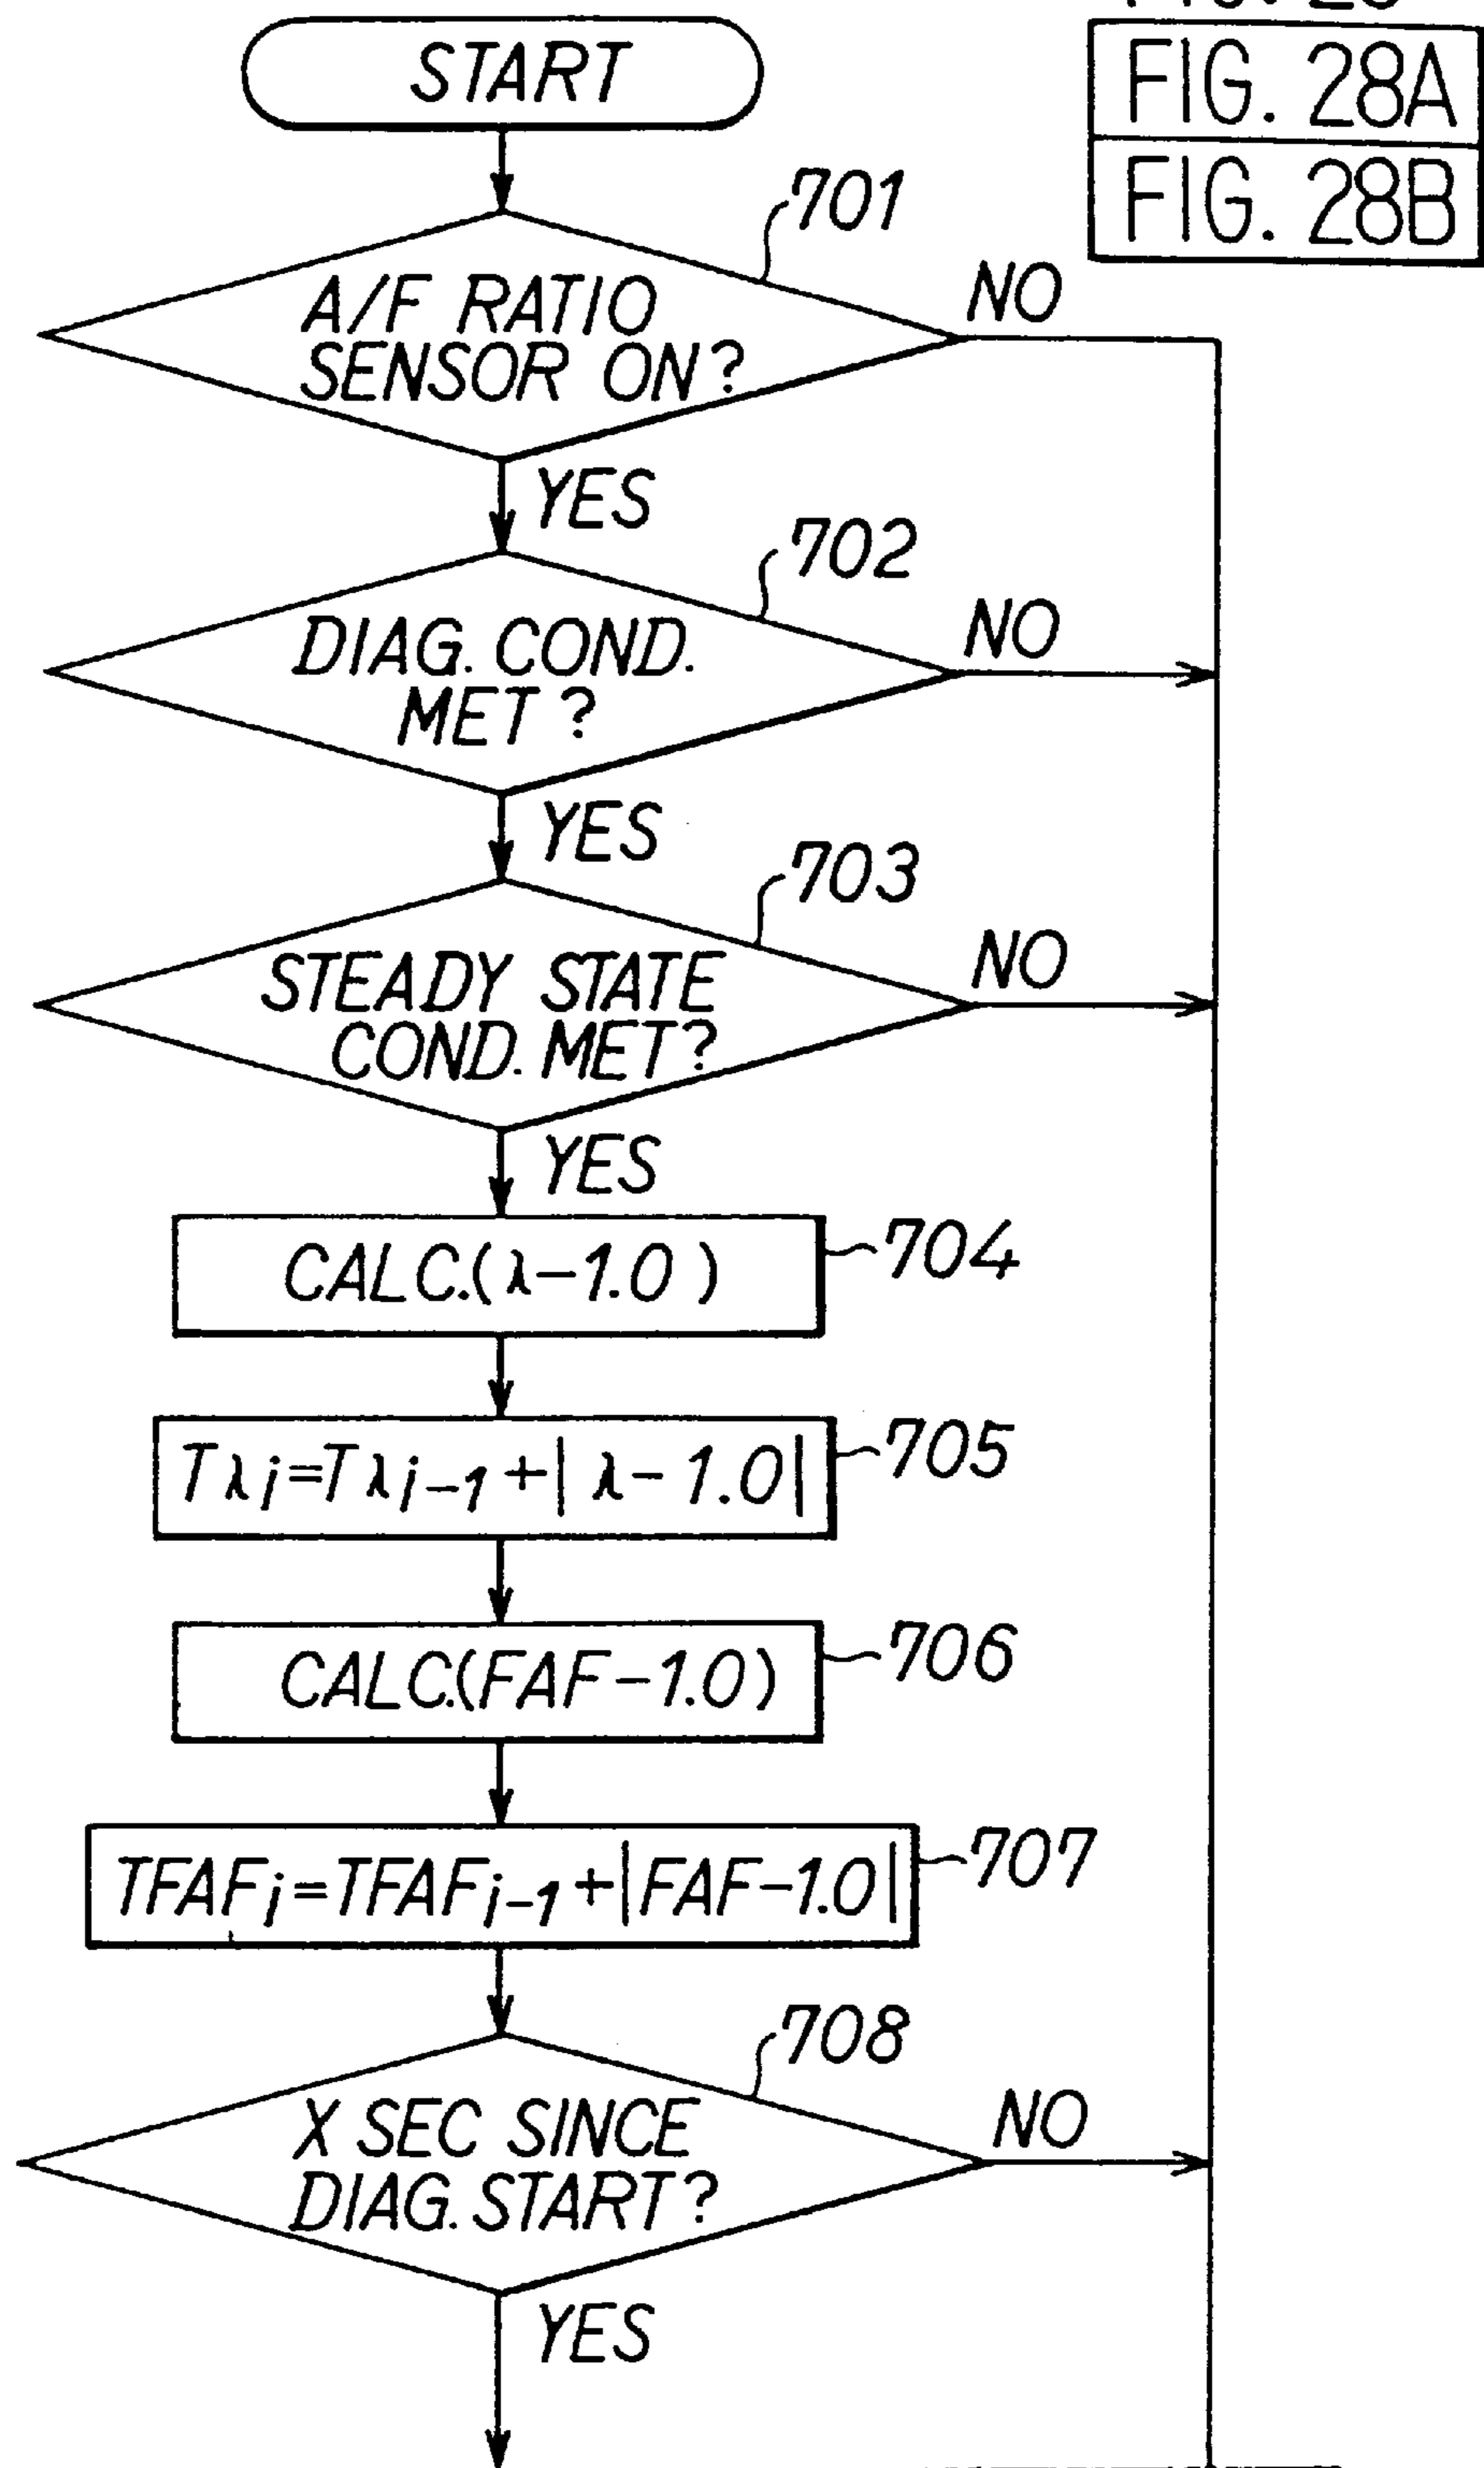 START
FIG. 28A
FIG. 28B
701
A/F RATIO
SENSOR ON?
NO
YES
702
DIAG. COND.
MET?
NO
YES
703
STEADY STATE
COND. MET?
NO
YES
CALC.(λ-1.0)
704
Tλi=Tλi-1+|λ-1.0|
705
CALC.(FAF-1.0)
706
TFAFi=TFAFi-1+|FAF-1.0|
707
708
X SEC SINCE
DIAG. START?
NO
YES